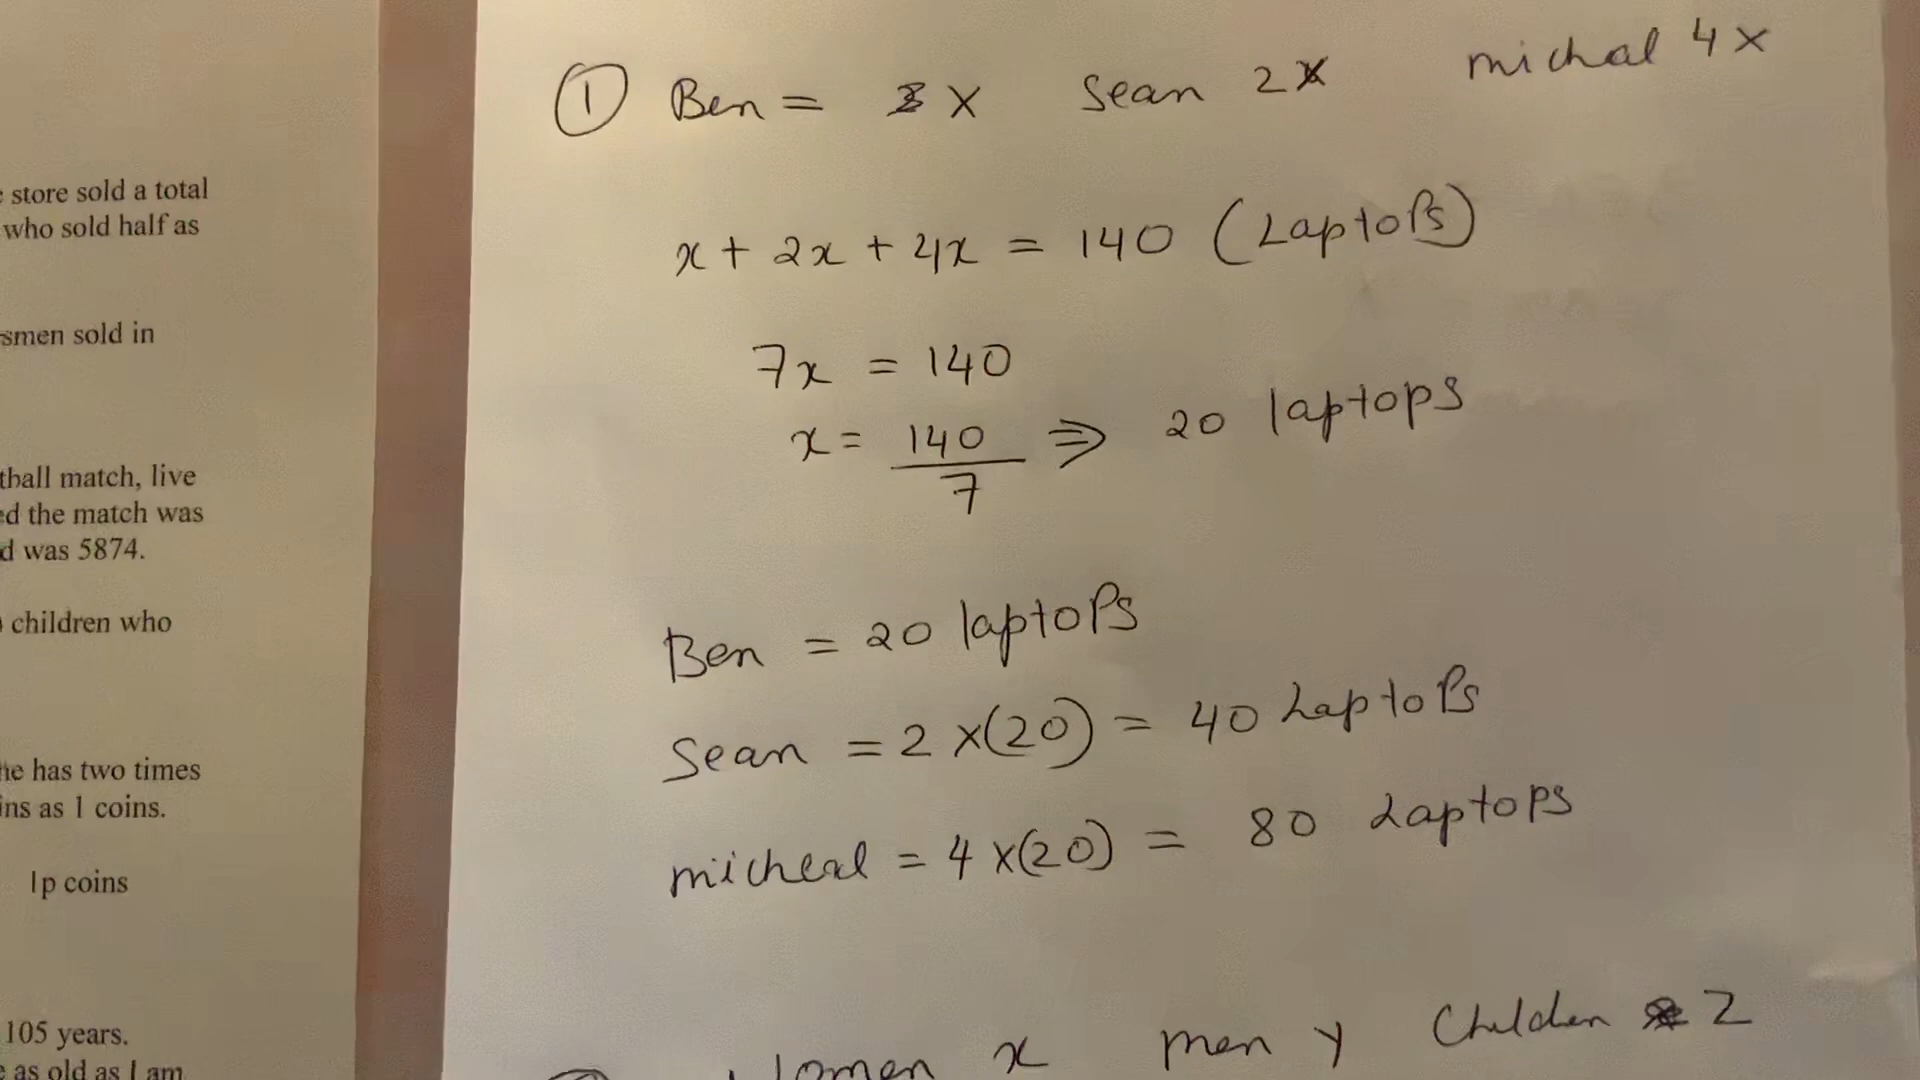 store sold a total
who sold half as
smen sold in
tball match, live
ed the match was
d was 5874.
children who
he has two times
ins as 1 coins.
1p coins
105 years.
as old as I am
① Ben = x Sean 2x michal 4x
x + 2x + 4x = 140 (Laptops)
7x = 140
x = 140/7 ⇒ 20 laptops
Ben = 20 laptops
Sean = 2 x(20) = 40 Laptops
micheal = 4 x(20) = 80 Laptops
Women x men y Children z